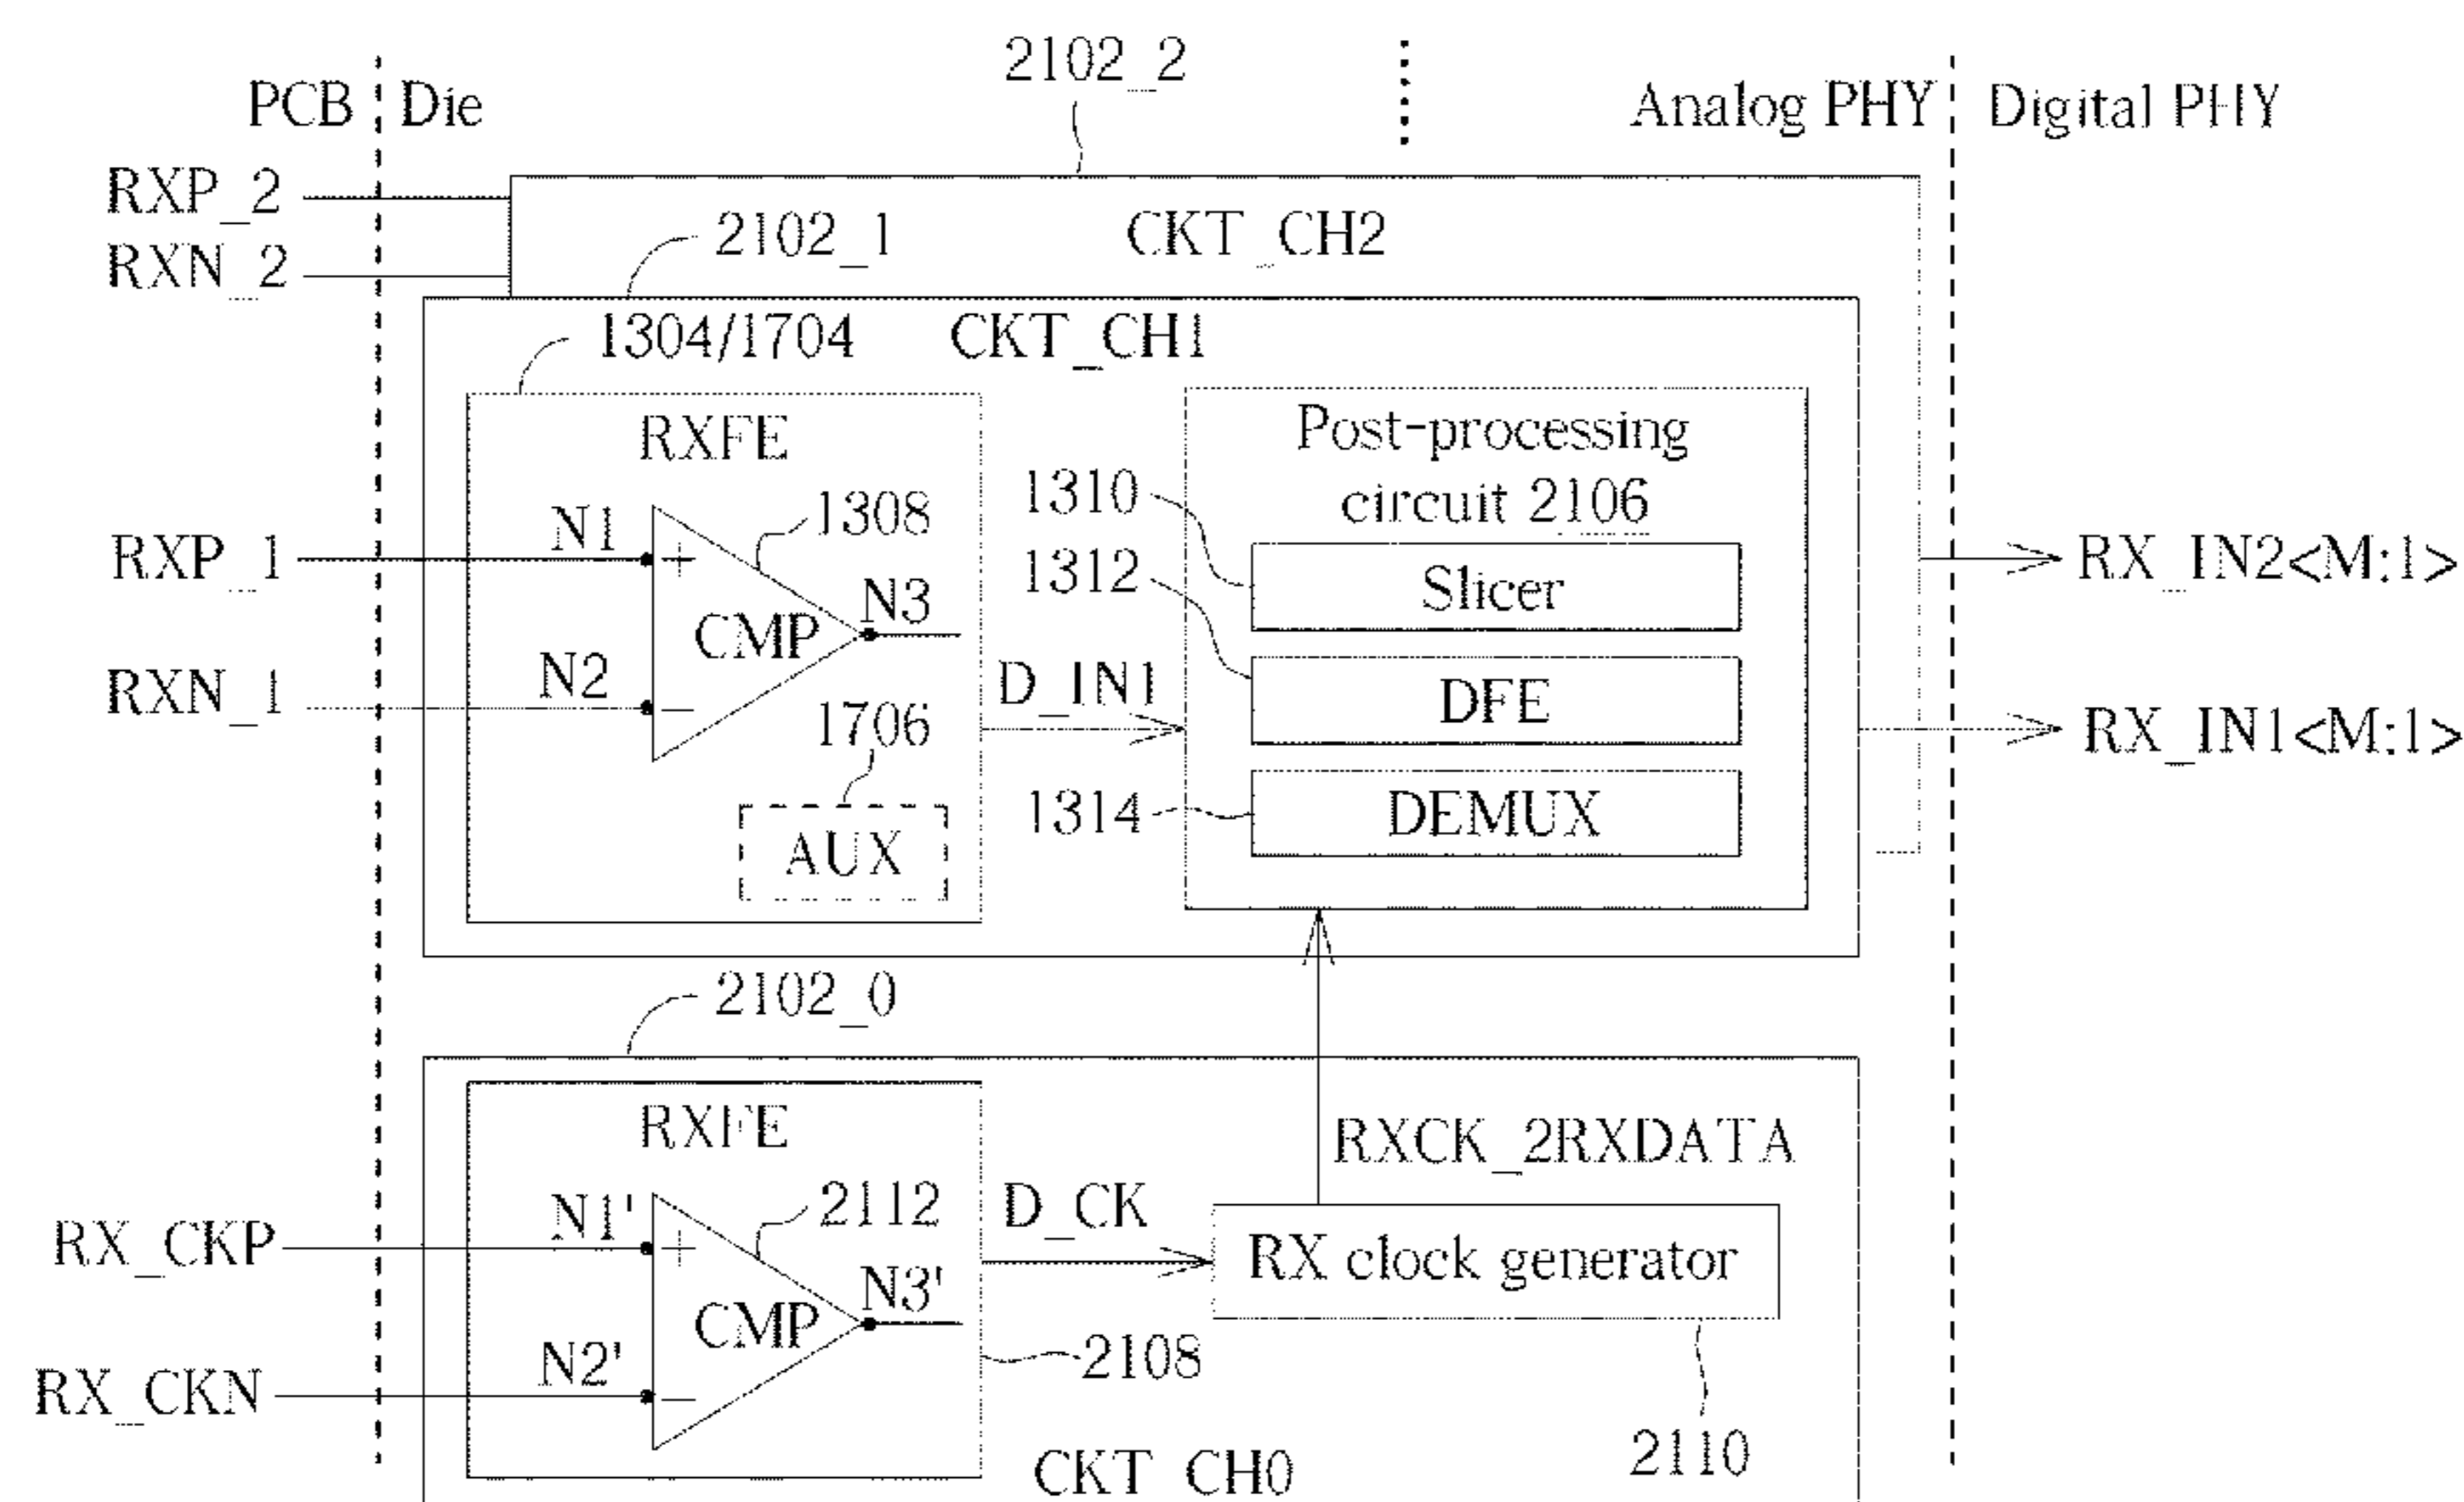 2102_2
PCB Die
Analog PHY Digital PHY
RXP_2
RXN_2
2102_1 CKT_CH2
1304/1704 CKT_CH1
RXFE
Post-processing
circuit 2106
1310
1308
N1
+
RXP_1
Slicer
RX_IN2<M:1>
1312
N3
CMP
N2
−
RXN_1
D_IN1
DFE
RX_IN1<M:1>
1706
AUX
1314
DEMUX
2102_0
RXFE
RXCK_2RXDATA
N1'
+
2112
D_CK
RX_CKP
RX clock generator
N3'
CMP
N2'
−
2108
RX_CKN
2110
CKT_CH0